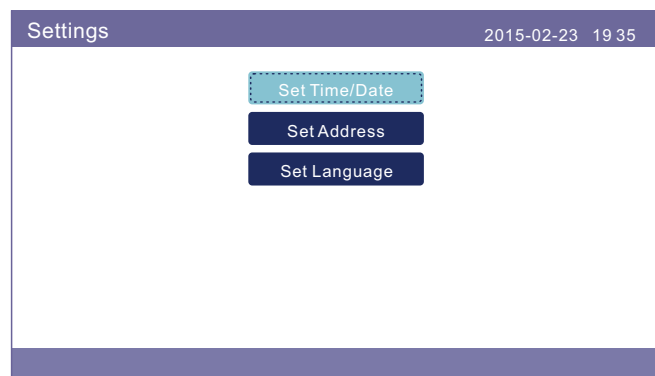 Settings 2015-02-23 19 35
Set Time/Date
Set Address
Set Language